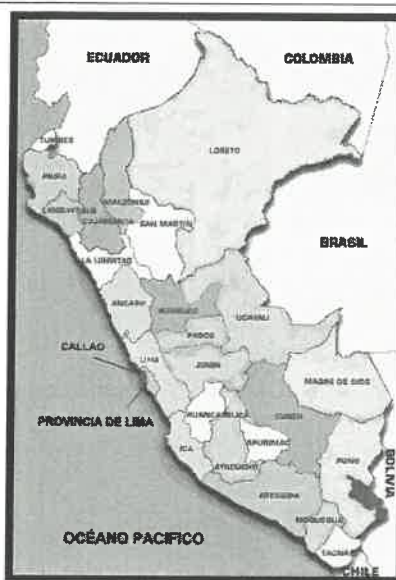 ECUADOR
COLOMBIA
TUMBES
LORETO
PIURA
LAMBAYEQUE
AMAZONAS
CAJAMARCA
SAN MARTIN
BRASIL
LA LIBERTAD
ANCASH
HUANUCO
UCAYALI
PASCO
CALLAO
LIMA
JUNIN
MADRE DE DIOS
PROVINCIA DE LIMA
HUANCAVELICA
CUSCO
ICA
APURIMAC
AYACUCHO
PUNO
BOLIVIA
AREQUIPA
MOQUEGUA
OCÉANO PACIFICO
TACNA
CHILE